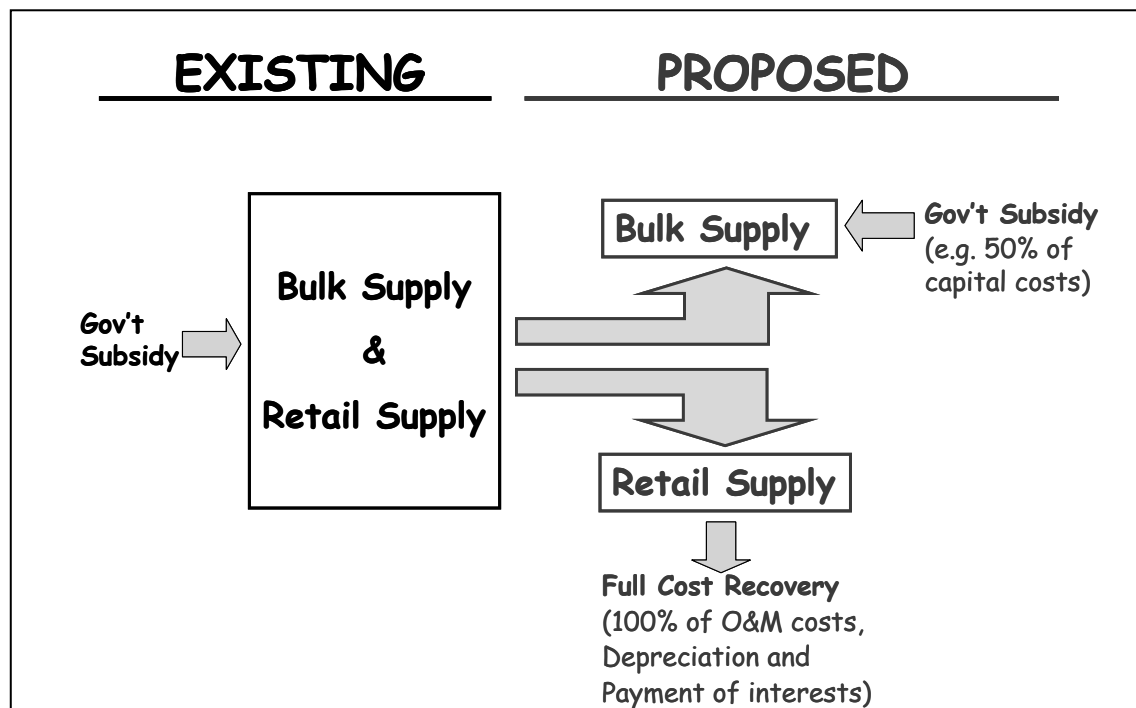 EXISTING
PROPOSED
Gov't
Subsidy
Bulk Supply
&
Retail Supply
Bulk Supply
Gov't Subsidy
(e.g. 50% of
capital costs)
Retail Supply
Full Cost Recovery
(100% of O&M costs,
Depreciation and
Payment of interests)